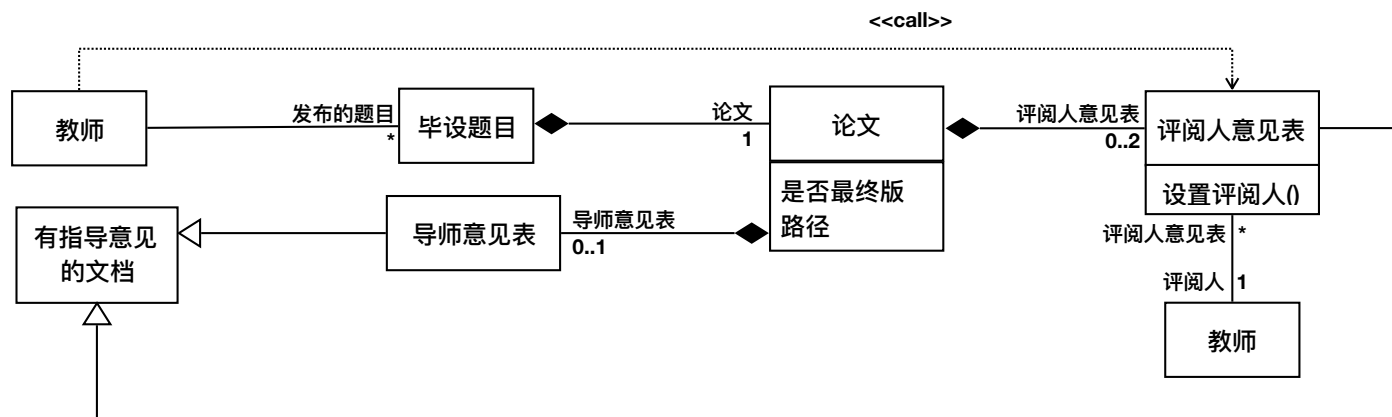 <<call>>
教师
发布的题目
*
毕设题目
论文
1
论文
是否最终版
路径
评阅人意见表
0..2
评阅人意见表
设置评阅人()
有指导意见
的文档
导师意见表
导师意见表
0..1
评阅人意见表
*
评阅人
1
教师